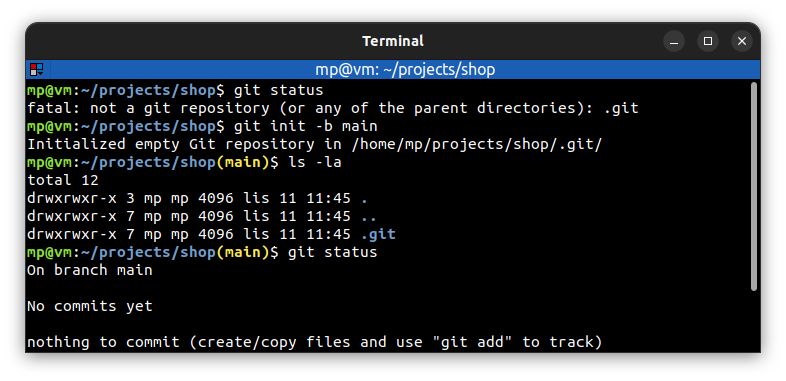 Terminal
mp@vm: ~/projects/shop
mp@vm:~/projects/shop$ git status
fatal: not a git repository (or any of the parent directories): .git
mp@vm:~/projects/shop$ git init -b main
Initialized empty Git repository in /home/mp/projects/shop/.git/
mp@vm:~/projects/shop(main)$ ls -la
total 12
drwxrwxr-x 3 mp mp 4096 lis 11 11:45 .
drwxrwxr-x 7 mp mp 4096 lis 11 11:45 ..
drwxrwxr-x 7 mp mp 4096 lis 11 11:45 .git
mp@vm:~/projects/shop(main)$ git status
On branch main
No commits yet
nothing to commit (create/copy files and use "git add" to track)